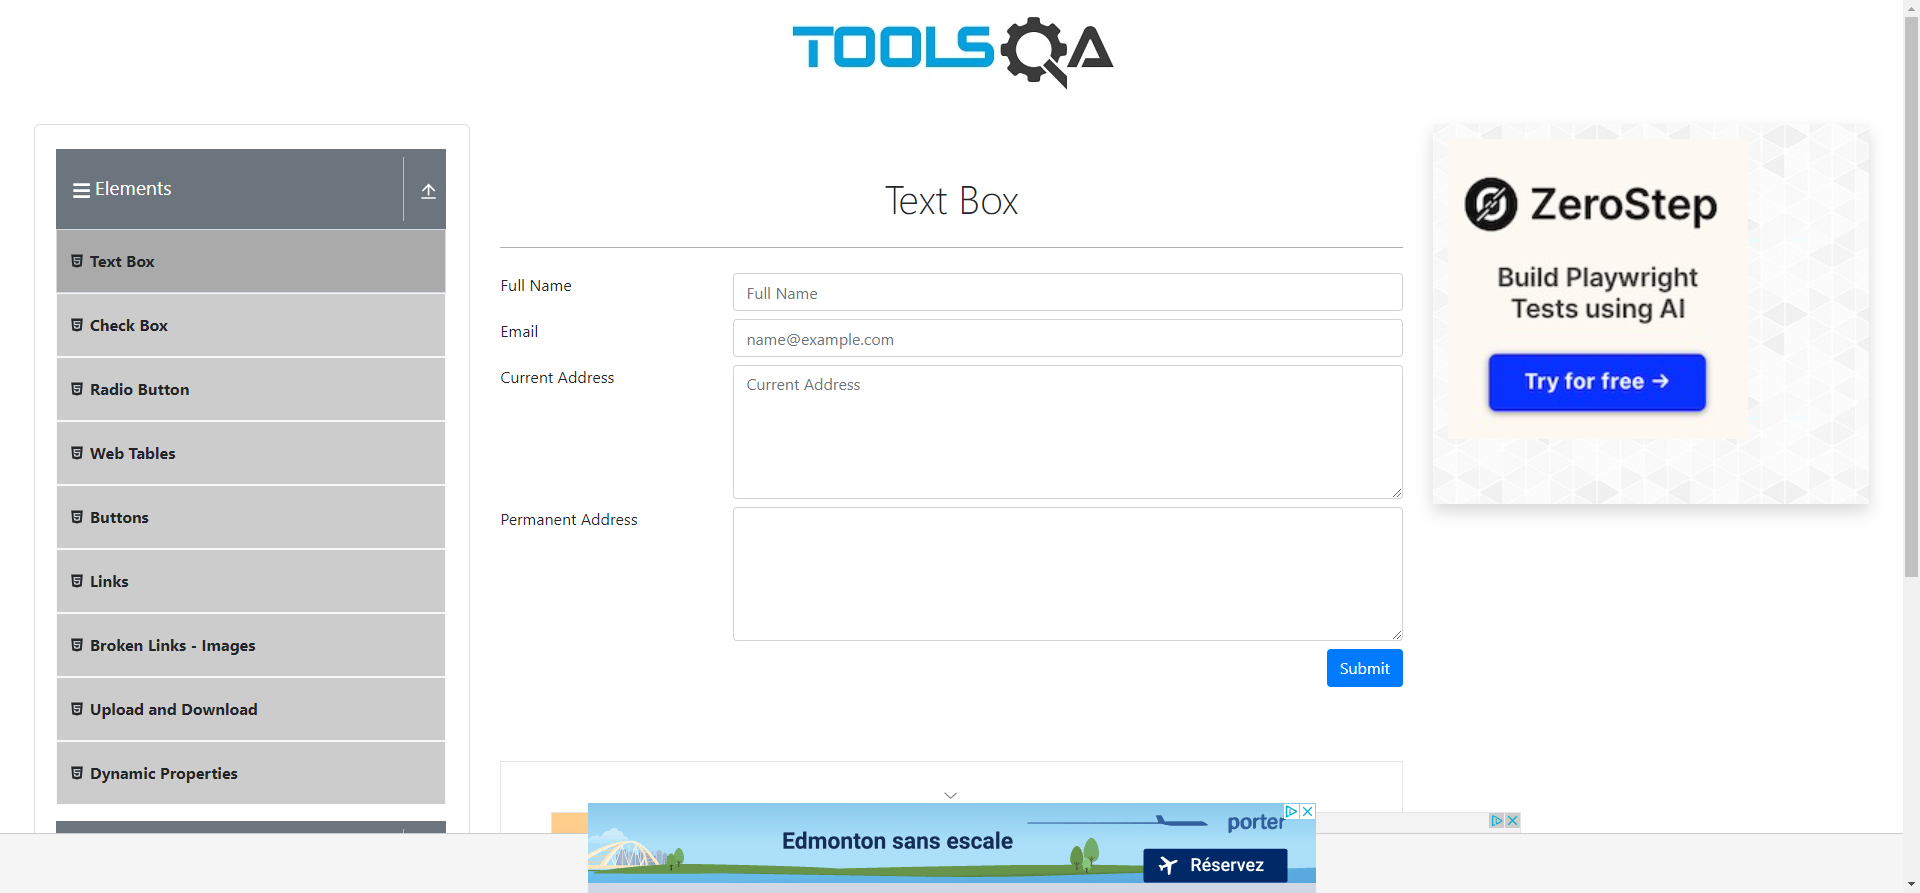 TOOLSQA
Elements
Text Box
Check Box
Radio Button
Web Tables
Buttons
Links
Broken Links - Images
Upload and Download
Dynamic Properties
Text Box
Full Name
Full Name
Email
name@example.com
Current Address
Current Address
Permanent Address
Submit
ZeroStep
Build Playwright
Tests using AI
Try for free →
Edmonton sans escale
porter
Réservez